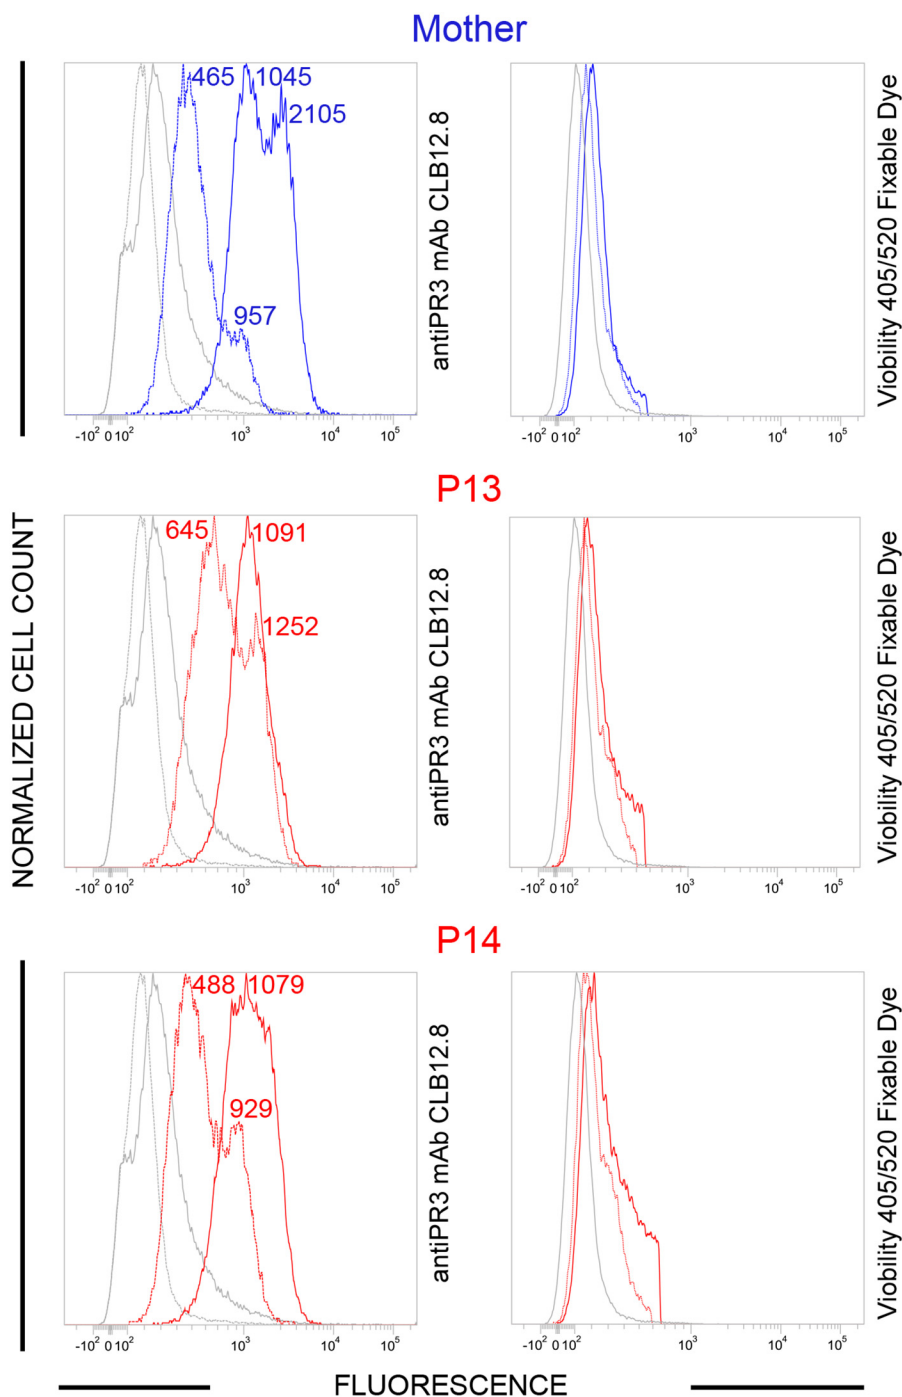 Mother
465 1045
2105
957
antiPR3 mAb CLB12.8
Viobility 405/520 Fixable Dye
-10² 0 10² 10³ 10⁴ 10⁵
-10² 0 10² 10³ 10⁴ 10⁵
P13
NORMALIZED CELL COUNT
645 1091
1252
antiPR3 mAb CLB12.8
Viobility 405/520 Fixable Dye
-10² 0 10² 10³ 10⁴ 10⁵
-10² 0 10² 10³ 10⁴ 10⁵
P14
488 1079
929
antiPR3 mAb CLB12.8
Viobility 405/520 Fixable Dye
-10² 0 10² 10³ 10⁴ 10⁵
-10² 0 10² 10³ 10⁴ 10⁵
FLUORESCENCE